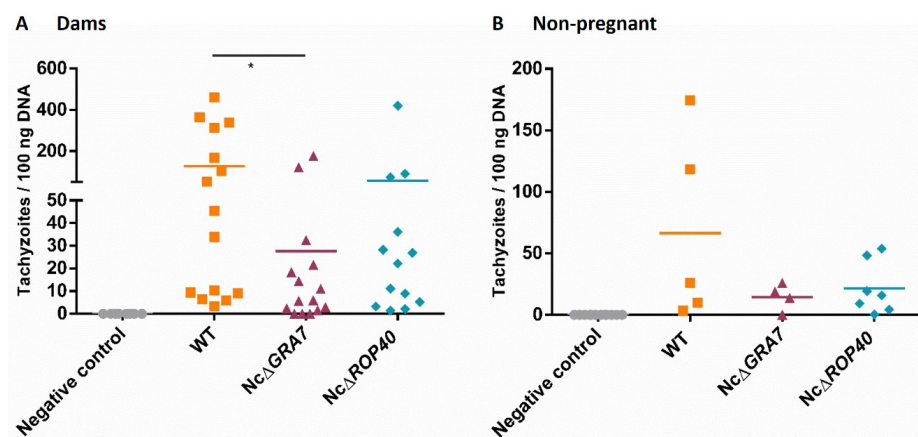 A Dams
Tachyzoites / 100 ng DNA
600
400
200
50
40
30
20
10
0
*
Negative control
WT
NcΔGRA7
NcΔROP40
B Non-pregnant
Tachyzoites / 100 ng DNA
200
150
100
50
0
Negative control
WT
NcΔGRA7
NcΔROP40